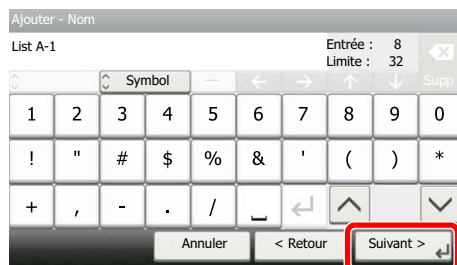 Ajouter - Nom
List A-1
Entrée : 8
Limite : 32
Symbol
Supp
1 2 3 4 5 6 7 8 9 0
! " # $ % & ' ( ) *
+ , - . / _
Annuler < Retour Suivant >